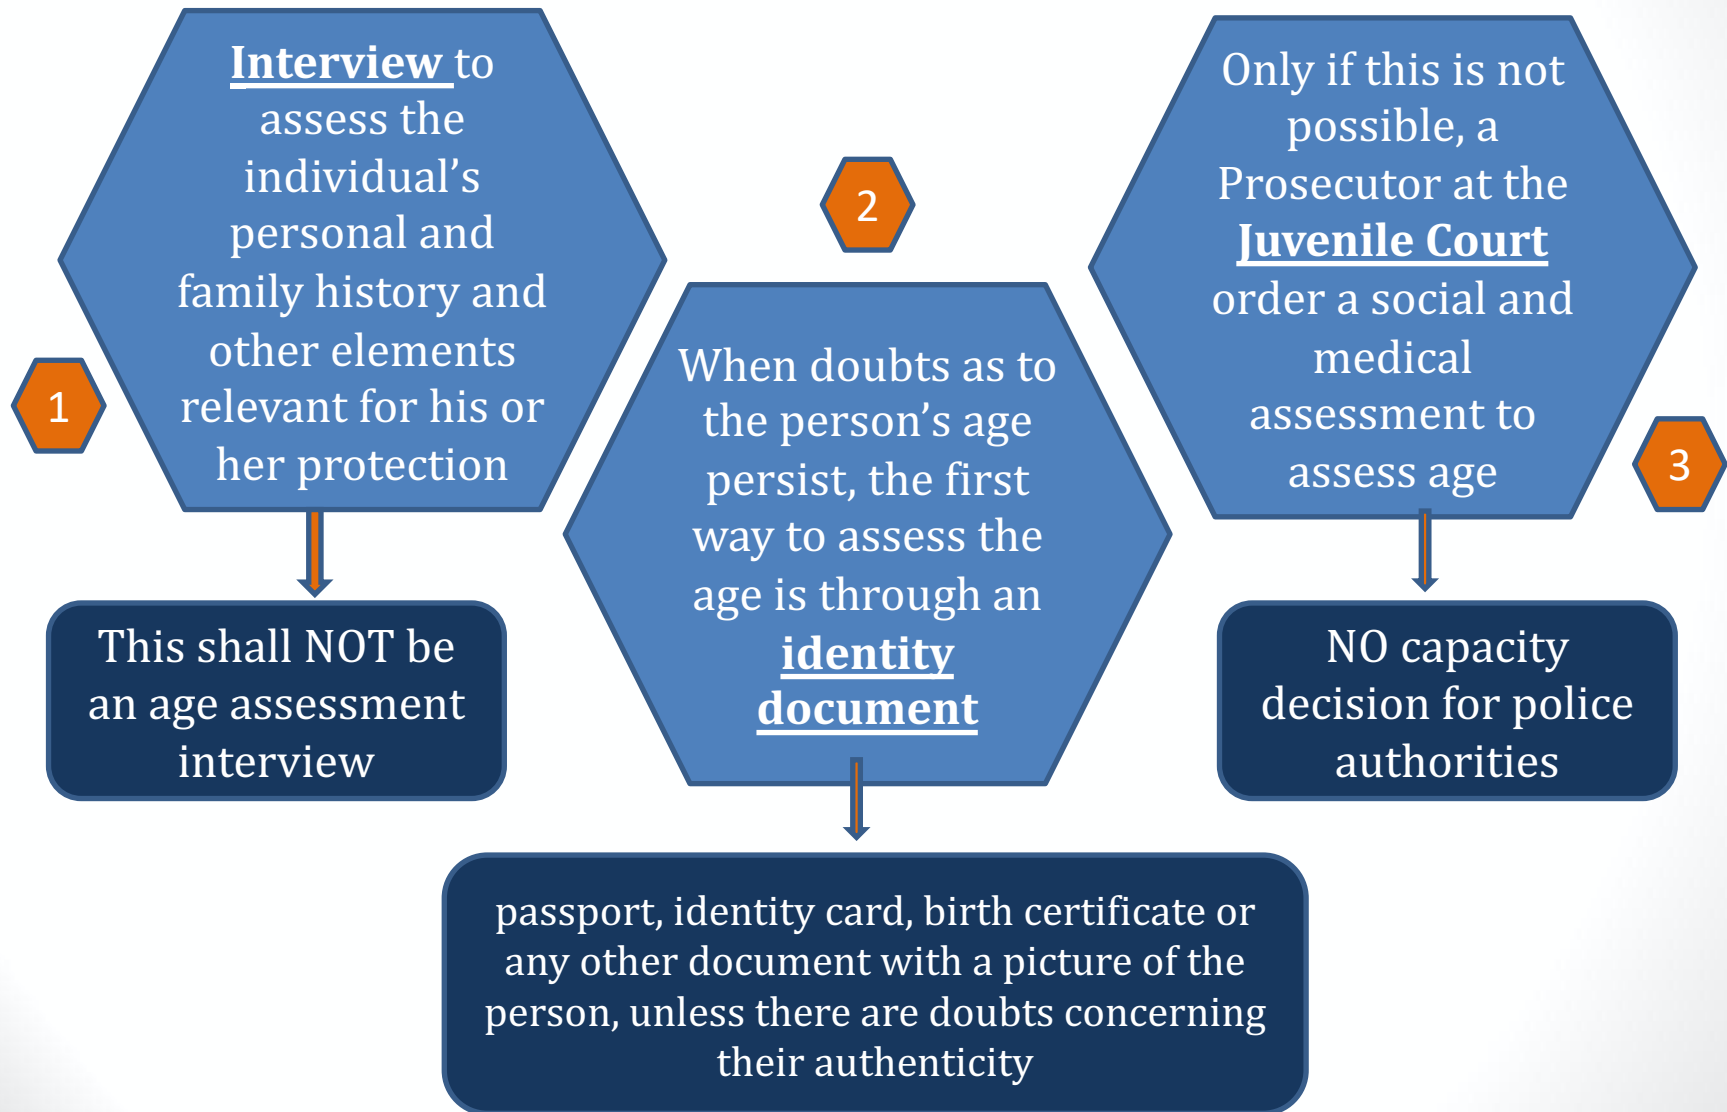 1
Interview to
assess the
individual’s
personal and
family history and
other elements
relevant for his or
her protection
This shall NOT be
an age assessment
interview
2
When doubts as to
the person’s age
persist, the first
way to assess the
age is through an
identity
document
passport, identity card, birth certificate or
any other document with a picture of the
person, unless there are doubts concerning
their authenticity
3
Only if this is not
possible, a
Prosecutor at the
Juvenile Court
order a social and
medical
assessment to
assess age
NO capacity
decision for police
authorities